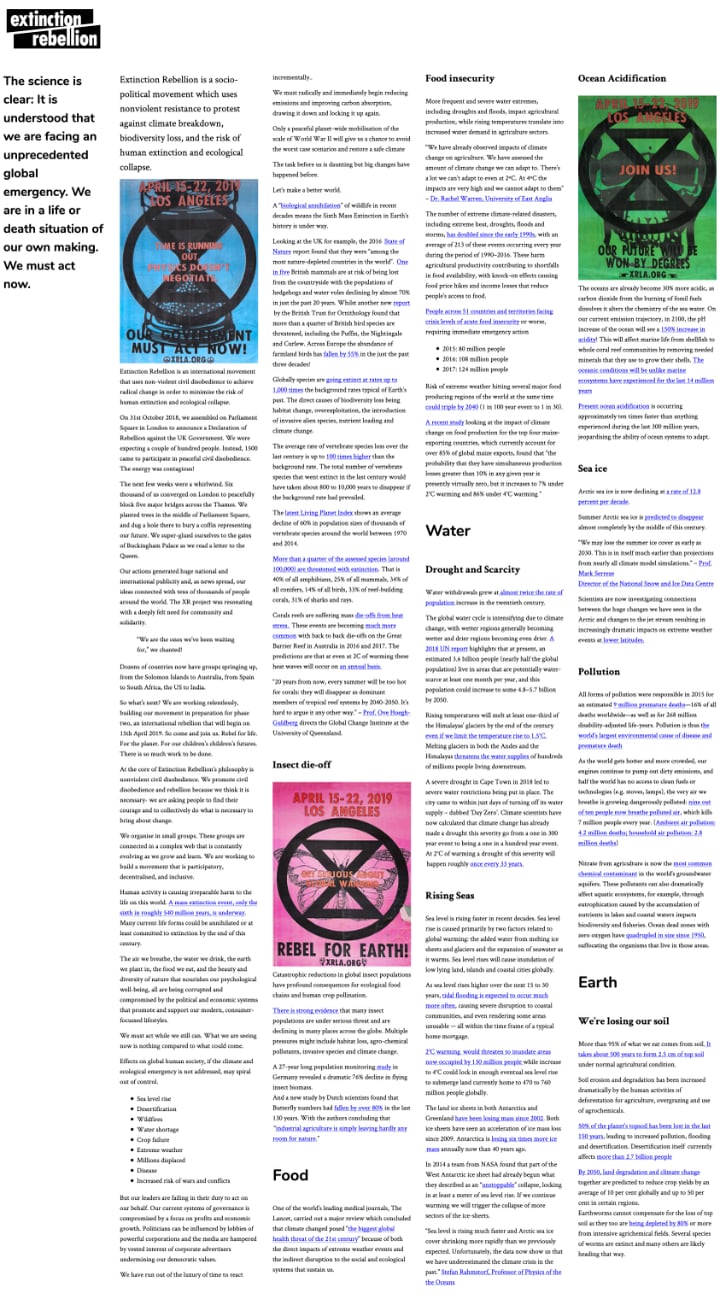 extinction
rebellion
The science is
clear: It is
understood that
we are facing an
unprecedented
global
emergency. We
are in a life or
death situation of
our own making.
We must act
now.
Extinction Rebellion is a socio-
political movement which uses
nonviolent resistance to protest
against climate breakdown,
biodiversity loss, and the risk of
human extinction and ecological
collapse.
APRIL 15-22, 2019
LOS ANGELES
TIME IS RUNNING
OUT,
PHYSICS DOESN'T
NEGOTIATE
OUR GOVERNMENT
MUST ACT NOW!
XRLA.ORG
Extinction Rebellion is an international movement
that uses non-violent civil disobedience to achieve
radical change in order to minimise the risk of
human extinction and ecological collapse.
On 31st October 2018, we assembled on Parliament
Square in London to announce a Declaration of
Rebellion against the UK Government. We were
expecting a couple of hundred people. Instead, 1500
came to participate in peaceful civil disobedience.
The energy was contagious!
The next few weeks were a whirlwind. Six
thousand of us converged on London to peacefully
block five major bridges across the Thames. We
planted trees in the middle of Parliament Square,
and dug a hole there to bury a coffin representing
our future. We super-glued ourselves to the gates
of Buckingham Palace as we read a letter to the
Queen.
Our actions generated huge national and
international publicity and, as news spread, our
ideas connected with tens of thousands of people
around the world. The XR project was resonating
with a deeply felt need for community and
solidarity.
"We are the ones we've been waiting
for," we chanted!
Dozens of countries now have groups springing up,
from the Solomon Islands to Australia, from Spain
to South Africa, the US to India.
So what's next? We are working relentlessly,
building our movement in preparation for phase
two, an international rebellion that will begin on
15th April 2019. So come and join us. Rebel for life.
For the planet. For our children's children's futures.
There is so much work to be done.
At the core of Extinction Rebellion's philosophy is
nonviolent civil disobedience. We promote civil
disobedience and rebellion because we think it is
necessary- we are asking people to find their
courage and to collectively do what is necessary to
bring about change.
We organise in small groups. These groups are
connected in a complex web that is constantly
evolving as we grow and learn. We are working to
build a movement that is participatory,
decentralised, and inclusive.
Human activity is causing irreparable harm to the
life on this world. A mass extinction event, only the
sixth in roughly 540 million years, is underway.
Many current life forms could be annihilated or at
least committed to extinction by the end of this
century.
The air we breathe, the water we drink, the earth
we plant in, the food we eat, and the beauty and
diversity of nature that nourishes our psychological
well-being, all are being corrupted and
compromised by the political and economic systems
that promote and support our modern, consumer-
focussed lifestyles.
We must act while we still can. What we are seeing
now is nothing compared to what could come.
Effects on global human society, if the climate and
ecological emergency is not addressed, may spiral
out of control.
• Sea level rise
• Desertification
• Wildfires
• Water shortage
• Crop failure
• Extreme weather
• Millions displaced
• Disease
• Increased risk of wars and conflicts
But our leaders are failing in their duty to act on
our behalf. Our current systems of governance is
compromised by a focus on profits and economic
growth. Politicians can be influenced by lobbies of
powerful corporations and the media are hampered
by vested interest of corporate advertisers
undermining our democratic values.
We have run out of the luxury of time to react
incrementally..
We must radically and immediately begin reducing
emissions and improving carbon absorption,
drawing it down and locking it up again.
Only a peaceful planet-wide mobilisation of the
scale of World War II will give us a chance to avoid
the worst case scenarios and restore a safe climate
The task before us is daunting but big changes have
happened before.
Let's make a better world.
A "biological annihilation" of wildlife in recent
decades means the Sixth Mass Extinction in Earth's
history is under way.
Looking at the UK for example, the 2016 State of
Nature report found that they were "among the
most nature-depleted countries in the world". One
in five British mammals are at risk of being lost
from the countryside with the populations of
hedgehogs and water voles declining by almost 70%
in just the past 20 years. Whilst another new report
by the British Trust for Ornithology found that
more than a quarter of British bird species are
threatened, including the Puffin, the Nightingale
and Curlew. Across Europe the abundance of
farmland birds has fallen by 55% in the just the past
three decades!
Globally species are going extinct at rates up to
1,000 times the background rates typical of Earth's
past. The direct causes of biodiversity loss being
habitat change, overexploitation, the introduction
of invasive alien species, nutrient loading and
climate change.
The average rate of vertebrate species loss over the
last century is up to 100 times higher than the
background rate. The total number of vertebrate
species that went extinct in the last century would
have taken about 800 to 10,000 years to disappear if
the background rate had prevailed.
The latest Living Planet Index shows an average
decline of 60% in population sizes of thousands of
vertebrate species around the world between 1970
and 2014.
More than a quarter of the assessed species (around
100,000) are threatened with extinction. That is
40% of all amphibians, 25% of all mammals, 34% of
all conifers, 14% of all birds, 33% of reef-building
corals, 31% of sharks and rays.
Corals reefs are suffering mass die-offs from heat
stress. These events are becoming much more
common with back to back die-offs on the Great
Barrier Reef in Australia in 2016 and 2017. The
predictions are that even at 2C of warming these
heat waves will occur on an annual basis.
"20 years from now, every summer will be too hot
for corals: they will disappear as dominant
members of tropical reef systems by 2040-2050. It's
hard to argue it any other way." – Prof. Ove Hoegh-
Guldberg directs the Global Change Institute at the
University of Queensland.
Insect die-off
APRIL 15-22, 2019
LOS ANGELES
GET SERIOUS ABOUT
GLOBAL WARMING
REBEL FOR EARTH!
XRLA.ORG
Catastrophic reductions in global insect populations
have profound consequences for ecological food
chains and human crop pollination.
There is strong evidence that many insect
populations are under serious threat and are
declining in many places across the globe. Multiple
pressures might include habitat loss, agro-chemical
pollutants, invasive species and climate change.
A 27-year long population monitoring study in
Germany revealed a dramatic 76% decline in flying
insect biomass.
And a new study by Dutch scientists found that
Butterfly numbers had fallen by over 80% in the last
130 years. With the authors concluding that
"industrial agriculture is simply leaving hardly any
room for nature."
Food
One of the world's leading medical journals, The
Lancet, carried out a major review which concluded
that climate changed posed "the biggest global
health threat of the 21st century" because of both
the direct impacts of extreme weather events and
the indirect disruption to the social and ecological
systems that sustain us.
Food insecurity
More frequent and severe water extremes,
including droughts and floods, impact agricultural
production, while rising temperatures translate into
increased water demand in agriculture sectors.
"We have already observed impacts of climate
change on agriculture. We have assessed the
amount of climate change we can adapt to. There's
a lot we can't adapt to even at 2ºC. At 4ºC the
impacts are very high and we cannot adapt to them"
– Dr. Rachel Warren, University of East Anglia
The number of extreme climate-related disasters,
including extreme heat, droughts, floods and
storms, has doubled since the early 1990s, with an
average of 213 of these events occurring every year
during the period of 1990–2016. These harm
agricultural productivity contributing to shortfalls
in food availability, with knock-on effects causing
food price hikes and income losses that reduce
people's access to food.
People across 51 countries and territories facing
crisis levels of acute food insecurity or worse,
requiring immediate emergency action
• 2015: 80 million people
• 2016: 108 million people
• 2017: 124 million people
Risk of extreme weather hitting several major food
producing regions of the world at the same time
could triple by 2040 (1 in 100 year event to 1 in 30).
A recent study looking at the impact of climate
change on food production for the top four maize-
exporting countries, which currently account for
over 85% of global maize exports, found that "the
probability that they have simultaneous production
losses greater than 10% in any given year is
presently virtually zero, but it increases to 7% under
2°C warming and 86% under 4°C warming "
Water
Drought and Scarcity
Water withdrawals grew at almost twice the rate of
population increase in the twentieth century.
The global water cycle is intensifying due to climate
change, with wetter regions generally becoming
wetter and drier regions becoming even drier. A
2018 UN report highlights that at present, an
estimated 3.6 billion people (nearly half the global
population) live in areas that are potentially water-
scarce at least one month per year, and this
population could increase to some 4.8–5.7 billion
by 2050.
Rising temperatures will melt at least one-third of
the Himalayas' glaciers by the end of the century
even if we limit the temperature rise to 1.5ºC.
Melting glaciers in both the Andes and the
Himalayas threatens the water supplies of hundreds
of millions people living downstream.
A severe drought in Cape Town in 2018 led to
severe water restrictions being put in place. The
city came to within just days of turning off its water
supply – dubbed 'Day Zero'. Climate scientists have
now calculated that climate change has already
made a drought this severity go from a one in 300
year event to being a one in a hundred year event.
At 2ºC of warming a drought of this severity will
happen roughly once every 33 years.
Rising Seas
Sea level is rising faster in recent decades. Sea level
rise is caused primarily by two factors related to
global warming: the added water from melting ice
sheets and glaciers and the expansion of seawater as
it warms. Sea level rises will cause inundation of
low lying land, islands and coastal cities globally.
As sea level rises higher over the next 15 to 30
years, tidal flooding is expected to occur much
more often, causing severe disruption to coastal
communities, and even rendering some areas
unusable — all within the time frame of a typical
home mortgage.
2°C warming would threaten to inundate areas
now occupied by 130 million people while increase
to 4°C could lock in enough eventual sea level rise
to submerge land currently home to 470 to 760
million people globally.
The land ice sheets in both Antarctica and
Greenland have been losing mass since 2002. Both
ice sheets have seen an acceleration of ice mass loss
since 2009. Antarctica is losing six times more ice
mass annually now than 40 years ago.
In 2014 a team from NASA found that part of the
West Antarctic ice sheet had already begun what
they described as an "unstoppable" collapse, locking
in at least a meter of sea level rise. If we continue
warming we will trigger the collapse of more
sectors of the ice-sheets.
"Sea level is rising much faster and Arctic sea ice
cover shrinking more rapidly than we previously
expected. Unfortunately, the data now show us that
we have underestimated the climate crisis in the
past." Stefan Rahmstorf, Professor of Physics of the
the Oceans
Ocean Acidification
APRIL 15-22, 2019
LOS ANGELES
JOIN US!
OUR FUTURE WILL BE
WON BY DEGREES
XRLA.ORG
The oceans are already become 30% more acidic, as
carbon dioxide from the burning of fossil fuels
dissolves it alters the chemistry of the sea water. On
our current emission trajectory, in 2100, the pH
increase of the ocean will see a 150% increase in
acidity! This will affect marine life from shellfish to
whole coral reef communities by removing needed
minerals that they use to grow their shells. The
oceanic conditions will be unlike marine
ecosystems have experienced for the last 14 million
years
Present ocean acidification is occurring
approximately ten times faster than anything
experienced during the last 300 million years,
jeopardising the ability of ocean systems to adapt.
Sea ice
Arctic sea ice is now declining at a rate of 12.8
percent per decade.
Summer Arctic sea ice is predicted to disappear
almost completely by the middle of this century.
"We may lose the summer ice cover as early as
2030. This is in itself much earlier than projections
from nearly all climate model simulations." – Prof.
Mark Serreze
Director of the National Snow and Ice Data Centre
Scientists are now investigating connections
between the huge changes we have seen in the
Arctic and changes to the jet stream resulting in
increasingly dramatic impacts on extreme weather
events at lower latitudes.
Pollution
All forms of pollution were responsible in 2015 for
an estimated 9 million premature deaths—16% of all
deaths worldwide—as well as for 268 million
disability-adjusted life-years. Pollution is thus the
world's largest environmental cause of disease and
premature death
As the world gets hotter and more crowded, our
engines continue to pump out dirty emissions, and
half the world has no access to clean fuels or
technologies (e.g. stoves, lamps), the very air we
breathe is growing dangerously polluted: nine out
of ten people now breathe polluted air, which kills
7 million people every year. (Ambient air pollution:
4.2 million deaths; household air pollution: 2.8
million deaths)
Nitrate from agriculture is now the most common
chemical contaminant in the world's groundwater
aquifers. These pollutants can also dramatically
affect aquatic ecosystems, for example, through
eutrophication caused by the accumulation of
nutrients in lakes and coastal waters impacts
biodiversity and fisheries. Ocean dead zones with
zero oxygen have quadrupled in size since 1950,
suffocating the organisms that live in those areas.
Earth
We're losing our soil
More than 95% of what we eat comes from soil. It
takes about 500 years to form 2.5 cm of top soil
under normal agricultural condition.
Soil erosion and degradation has been increased
dramatically by the human activities of
deforestation for agriculture, overgrazing and use
of agrochemicals.
50% of the planet's topsoil has been lost in the last
150 years, leading to increased pollution, flooding
and desertification. Desertification itself currently
affects more than 2.7 billion people
By 2050, land degradation and climate change
together are predicted to reduce crop yields by an
average of 10 per cent globally and up to 50 per
cent in certain regions.
Earthworms cannot compensate for the loss of top
soil as they too are being depleted by 80% or more
from intensive agrichemical fields. Several species
of worms are extinct and many others are likely
heading that way.